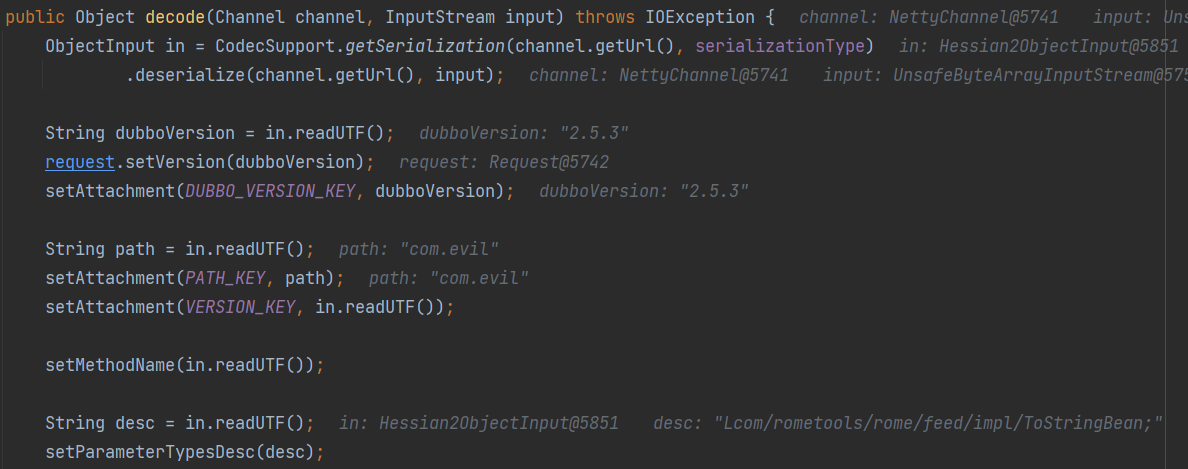 public Object decode(Channel channel, InputStream input) throws IOException { channel: NettyChannel@5741 input: Uns
ObjectInput in = CodecSupport.getSerialization(channel.getUrl(), serializationType) in: Hessian2ObjectInput@5851
.deserialize(channel.getUrl(), input); channel: NettyChannel@5741 input: UnsafeByteArrayInputStream@575
String dubboVersion = in.readUTF(); dubboVersion: "2.5.3"
request.setVersion(dubboVersion); request: Request@5742
setAttachment(DUBBO_VERSION_KEY, dubboVersion); dubboVersion: "2.5.3"
String path = in.readUTF(); path: "com.evil"
setAttachment(PATH_KEY, path); path: "com.evil"
setAttachment(VERSION_KEY, in.readUTF());
setMethodName(in.readUTF());
String desc = in.readUTF(); in: Hessian2ObjectInput@5851 desc: "Lcom/rometools/rome/feed/impl/ToStringBean;"
setParameterTypesDesc(desc);